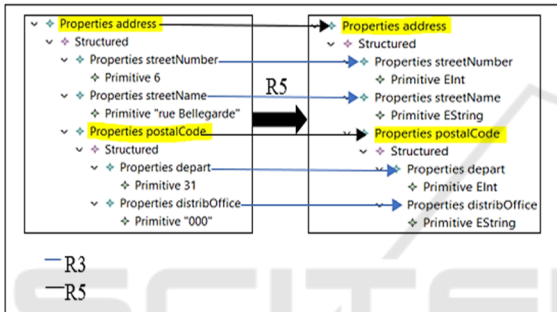 Properties address
Structured
Properties streetNumber
Primitive 6
Properties streetName
Primitive "rue Bellegarde"
Properties postalCode
Structured
Properties depart
Primitive 31
Properties distribOffice
Primitive "000"
R5
Properties address
Structured
Properties streetNumber
Primitive EInt
Properties streetName
Primitive EString
Properties postalCode
Structured
Properties depart
Primitive EInt
Properties distribOffice
Primitive EString
R3
R5